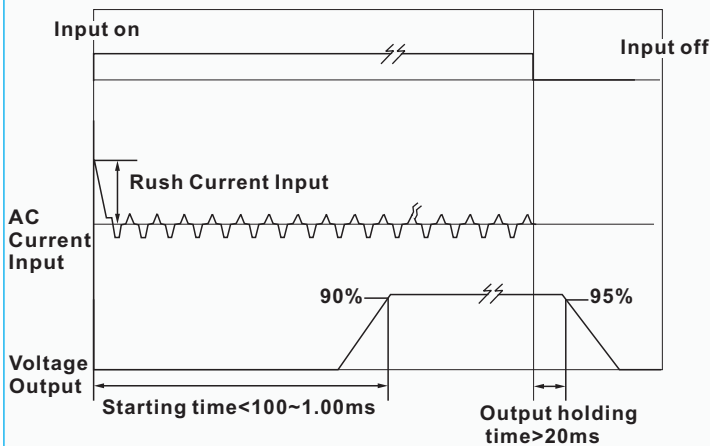 Input on
Input off
Rush Current Input
AC
Current
Input
90%
95%
Voltage
Output
Starting time<100~1.00ms
Output holding
time>20ms